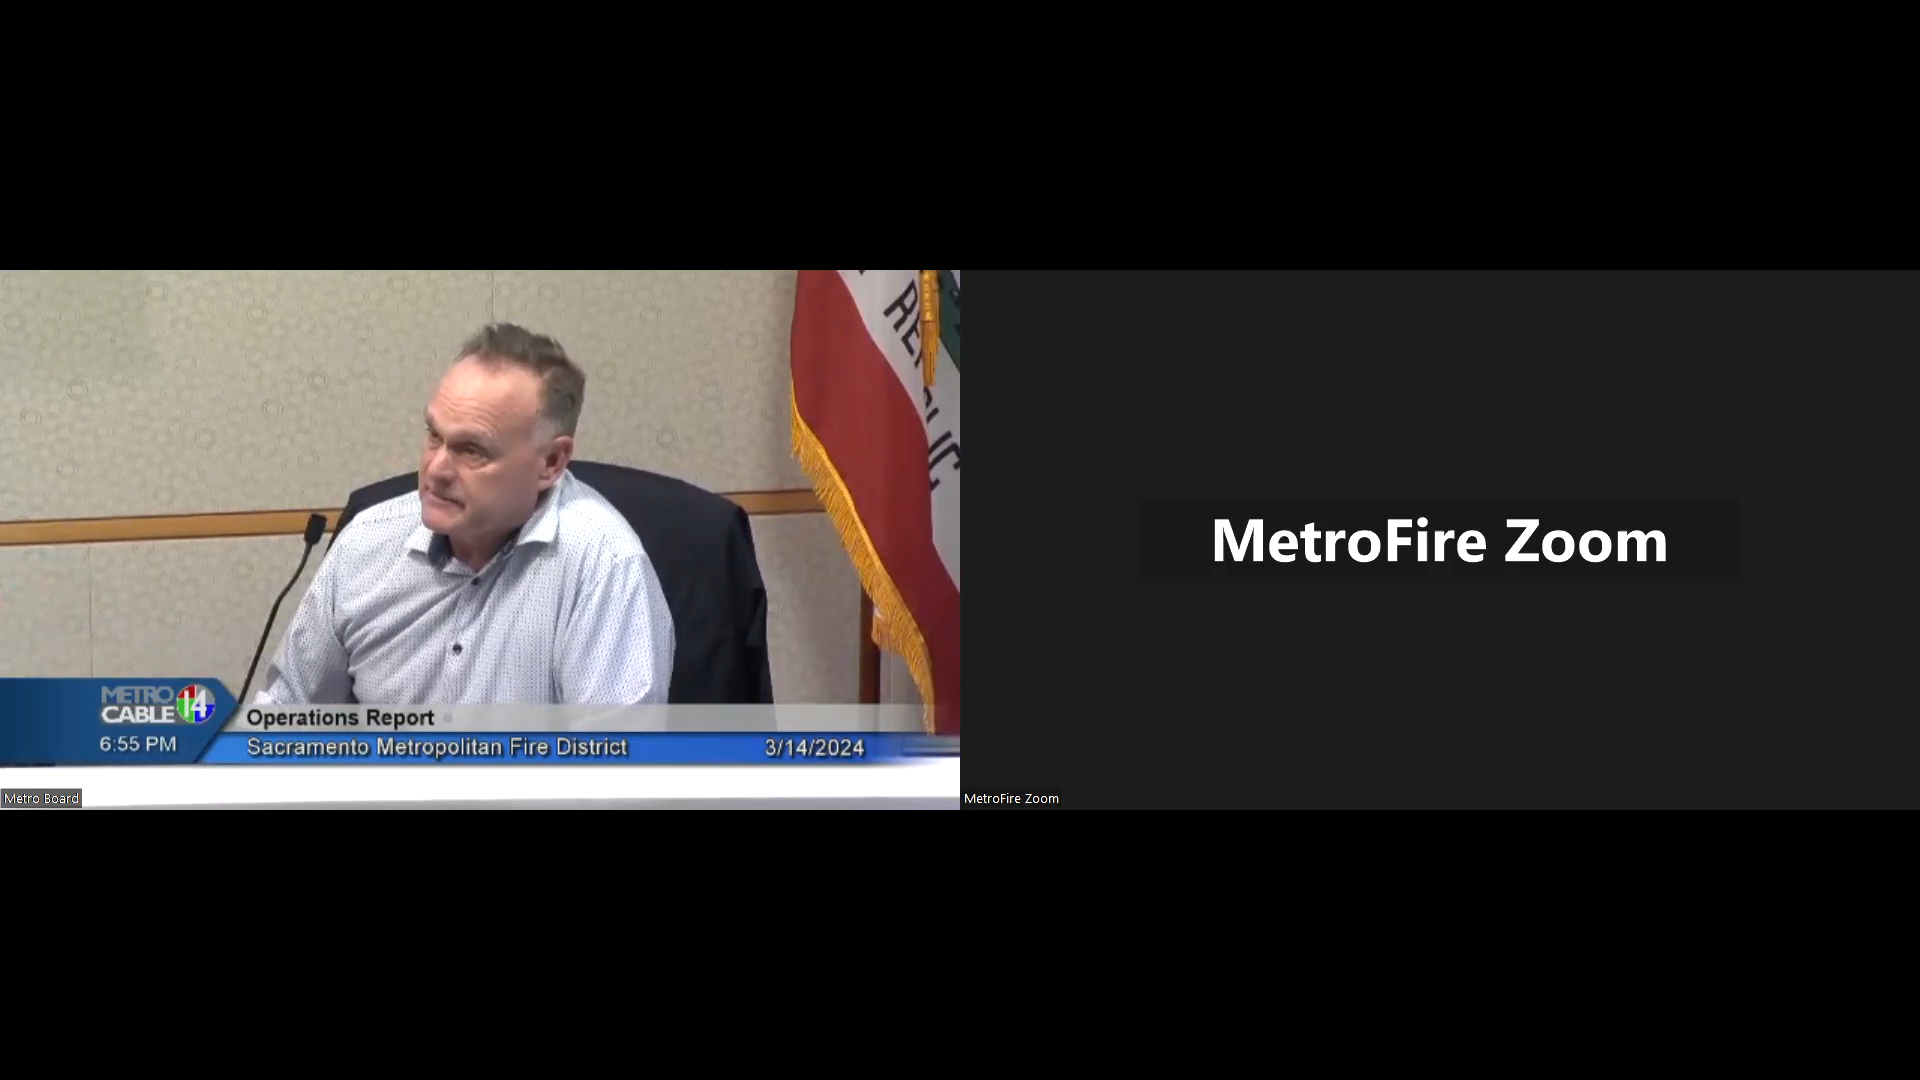 REPUBLIC
METRO
CABLE 14
6:55 PM
Operations Report
Sacramento Metropolitan Fire District
3/14/2024
Metro Board
MetroFire Zoom
MetroFire Zoom